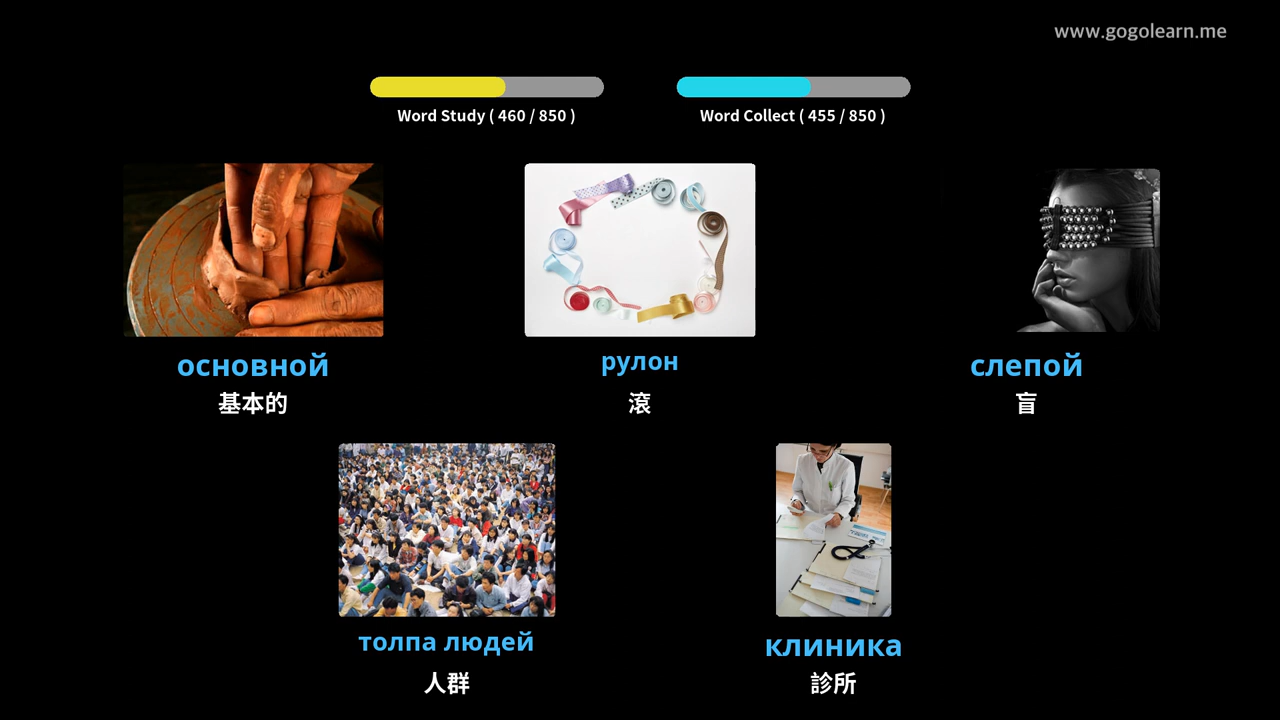 www.gogolearn.me
Word Study ( 460 / 850 )
Word Collect ( 455 / 850 )
основной
рулон
слепой
基本的
滾
盲
толпа людей
клиника
人群
診所